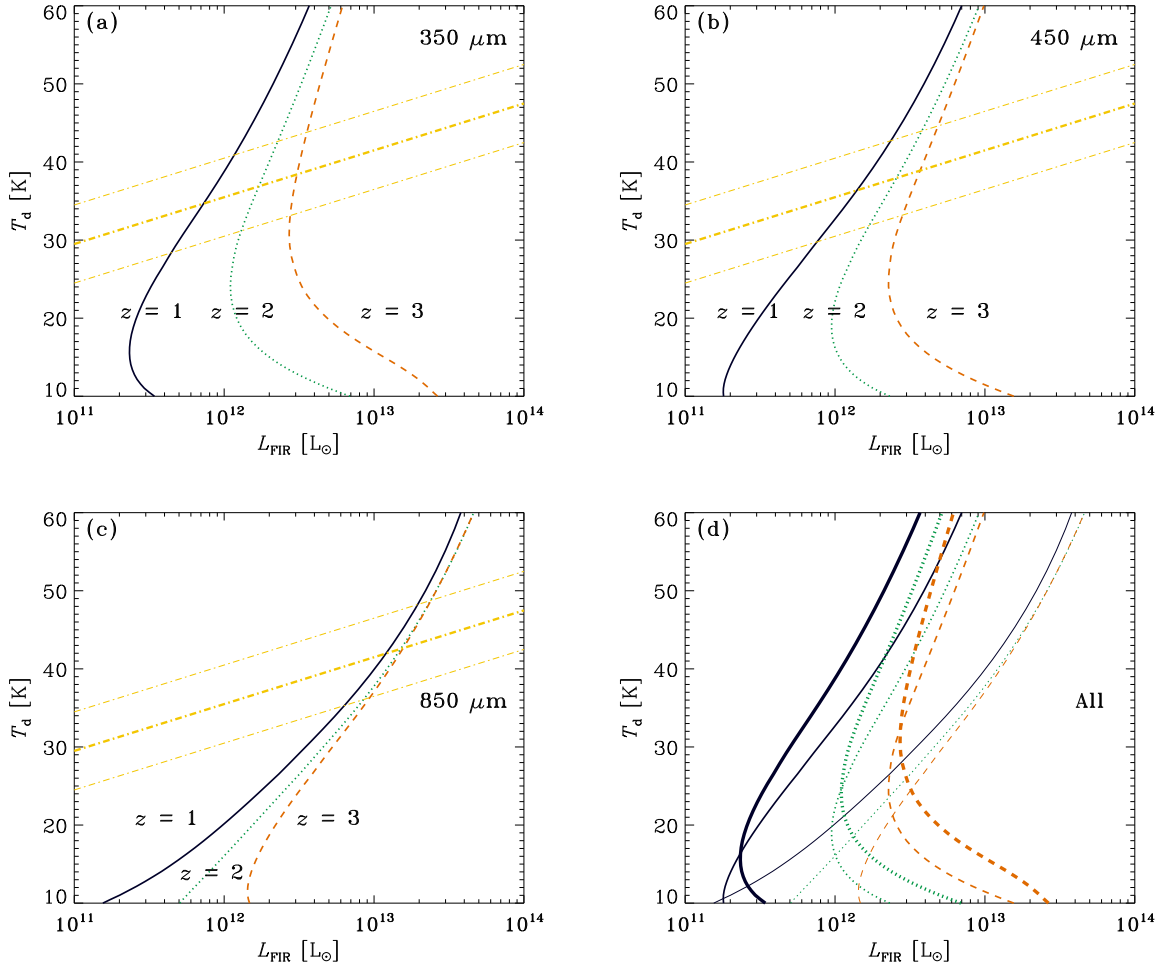 (a)
350 μm
60
50
40
30
20
10
T_d [K]
z = 1 z = 2 z = 3
10^11 10^12 10^13 10^14
L_FIR [L_⊙]
(b)
450 μm
60
50
40
30
20
10
T_d [K]
z = 1 z = 2 z = 3
10^11 10^12 10^13 10^14
L_FIR [L_⊙]
(c)
850 μm
60
50
40
30
20
10
T_d [K]
z = 1
z = 3
z = 2
10^11 10^12 10^13 10^14
L_FIR [L_⊙]
(d)
All
60
50
40
30
20
10
T_d [K]
10^11 10^12 10^13 10^14
L_FIR [L_⊙]